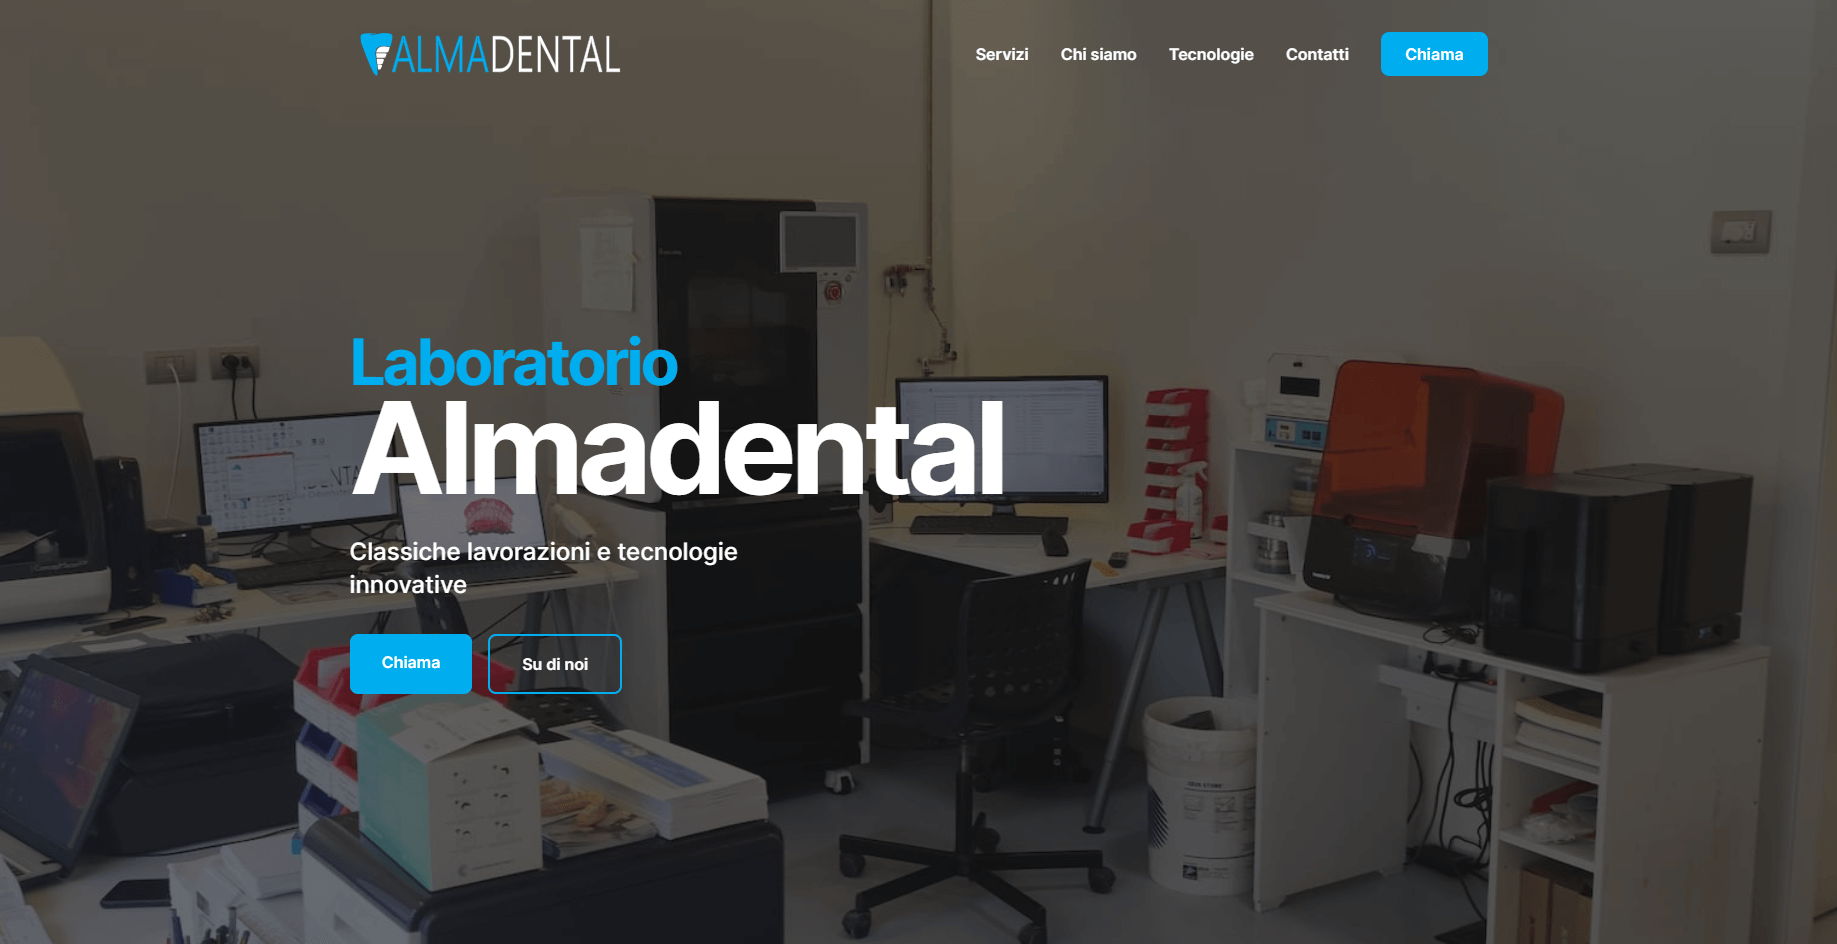 ALMADENTAL
Servizi
Chi siamo
Tecnologie
Contatti
Chiama
Laboratorio
Almadental
Classiche lavorazioni e tecnologie
innovative
Chiama
Su di noi